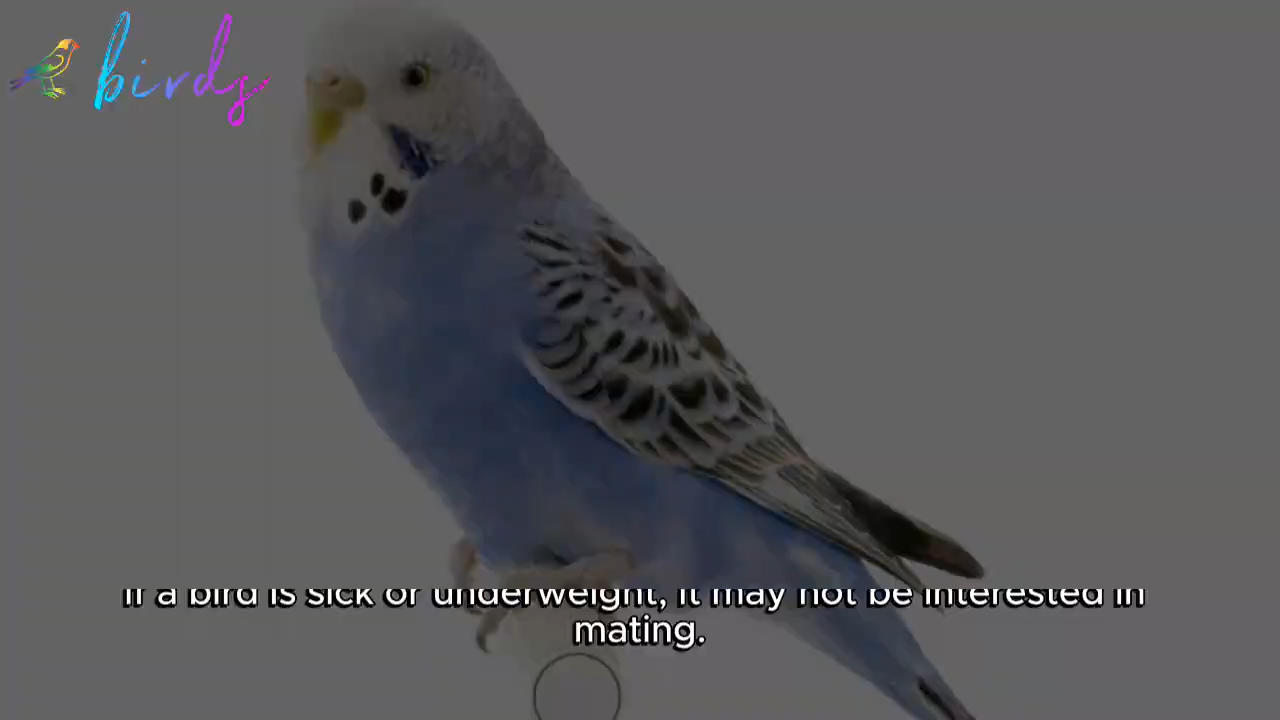 birds
If a bird is sick or underweight, it may not be interested in
mating.